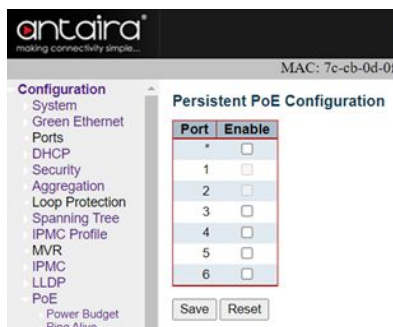 antaira
making connectivity simple...
MAC: 7c-cb-0d-0
Configuration
System
Green Ethernet
Ports
DHCP
Security
Aggregation
Loop Protection
Spanning Tree
IPMC Profile
MVR
IPMC
LLDP
PoE
Power Budget
Ping Alive
Persistent PoE Configuration
Port Enable
*
1
2
3
4
5
6
Save Reset